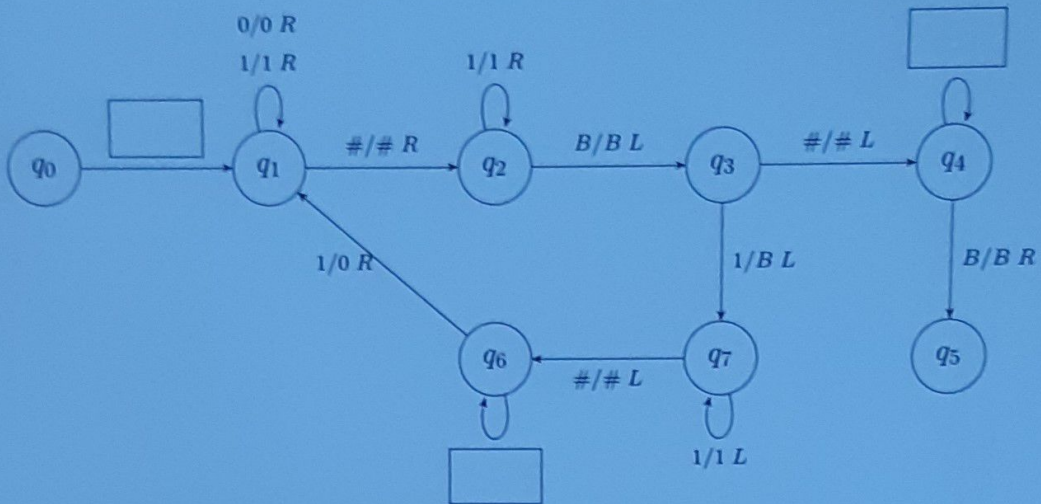 0/0 R
1/1 R
1/1 R
#/# R
B/B L
#/# L
q0
q1
q2
q3
q4
1/0 R
1/B L
B/B R
q6
#/# L
q7
q5
1/1 L